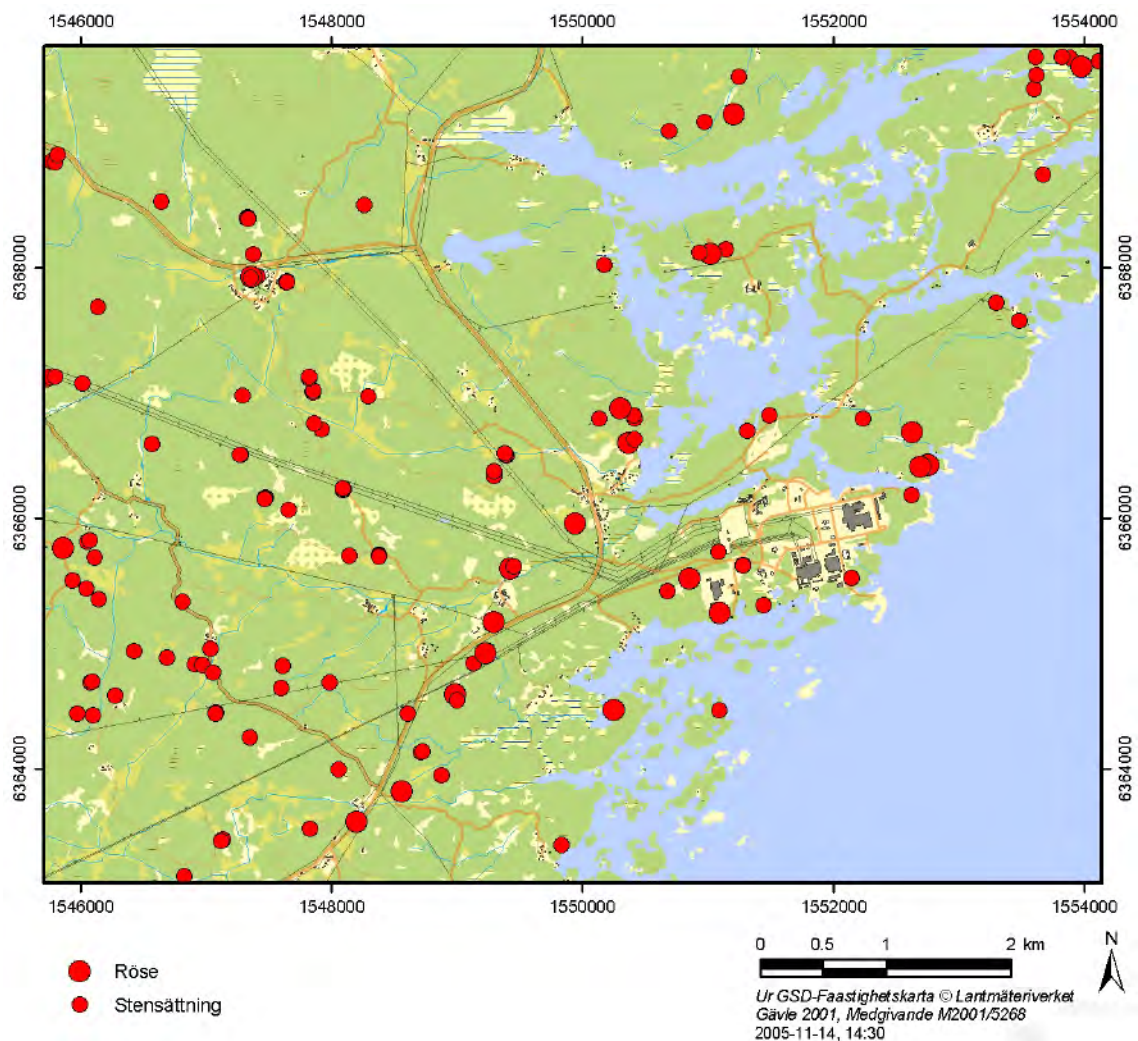 1546000 1548000 1550000 1552000 1554000
6368000 6368000
6366000 6366000
6364000 6364000
1546000 1548000 1550000 1552000 1554000
Röse
Stensättning
0 0.5 1 2 km
N
Ur GSD-Faastighetskarta © Lantmäteriverket
Gävle 2001, Medgivande M2001/5268
2005-11-14, 14:30